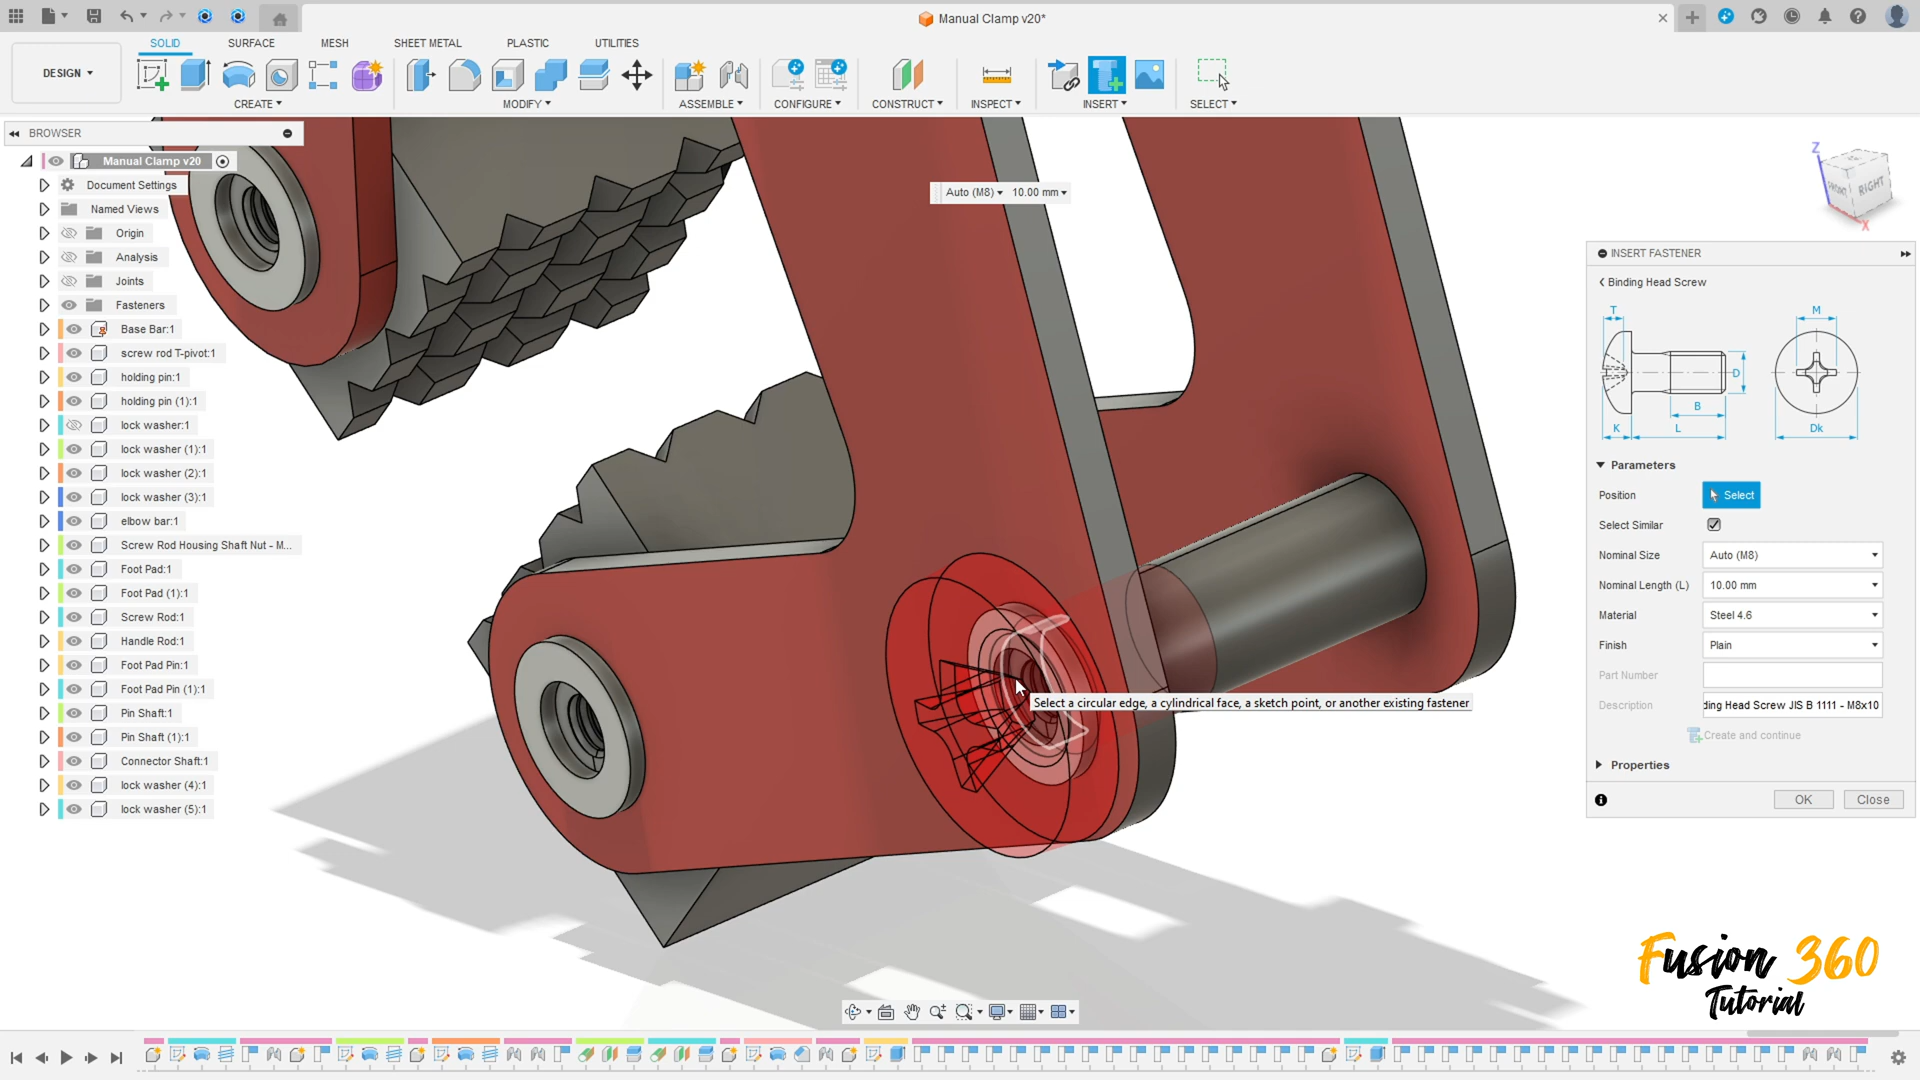 Manual Clamp v20*
DESIGN
SOLID
SURFACE
MESH
SHEET METAL
PLASTIC
UTILITIES
CREATE
MODIFY
ASSEMBLE
CONFIGURE
CONSTRUCT
INSPECT
INSERT
SELECT
BROWSER
Manual Clamp v20
Document Settings
Named Views
Origin
Analysis
Joints
Fasteners
Base Bar:1
screw rod T-pivot:1
holding pin:1
holding pin (1):1
lock washer:1
lock washer (1):1
lock washer (2):1
lock washer (3):1
elbow bar:1
Screw Rod Housing Shaft Nut - M...
Foot Pad:1
Foot Pad (1):1
Screw Rod:1
Handle Rod:1
Foot Pad Pin:1
Foot Pad Pin (1):1
Pin Shaft:1
Pin Shaft (1):1
Connector Shaft:1
lock washer (4):1
lock washer (5):1
Auto (M8)
10.00 mm
Select a circular edge, a cylindrical face, a sketch point, or another existing fastener
Z
FRONT
RIGHT
X
INSERT FASTENER
Binding Head Screw
T
M
D
B
K
L
Dk
Parameters
Position
Select
Select Similar
Nominal Size
Auto (M8)
Nominal Length (L)
10.00 mm
Material
Steel 4.6
Finish
Plain
Part Number
Description
ding Head Screw JIS B 1111 - M8x10
Create and continue
Properties
OK
Close
Fusion 360
Tutorial